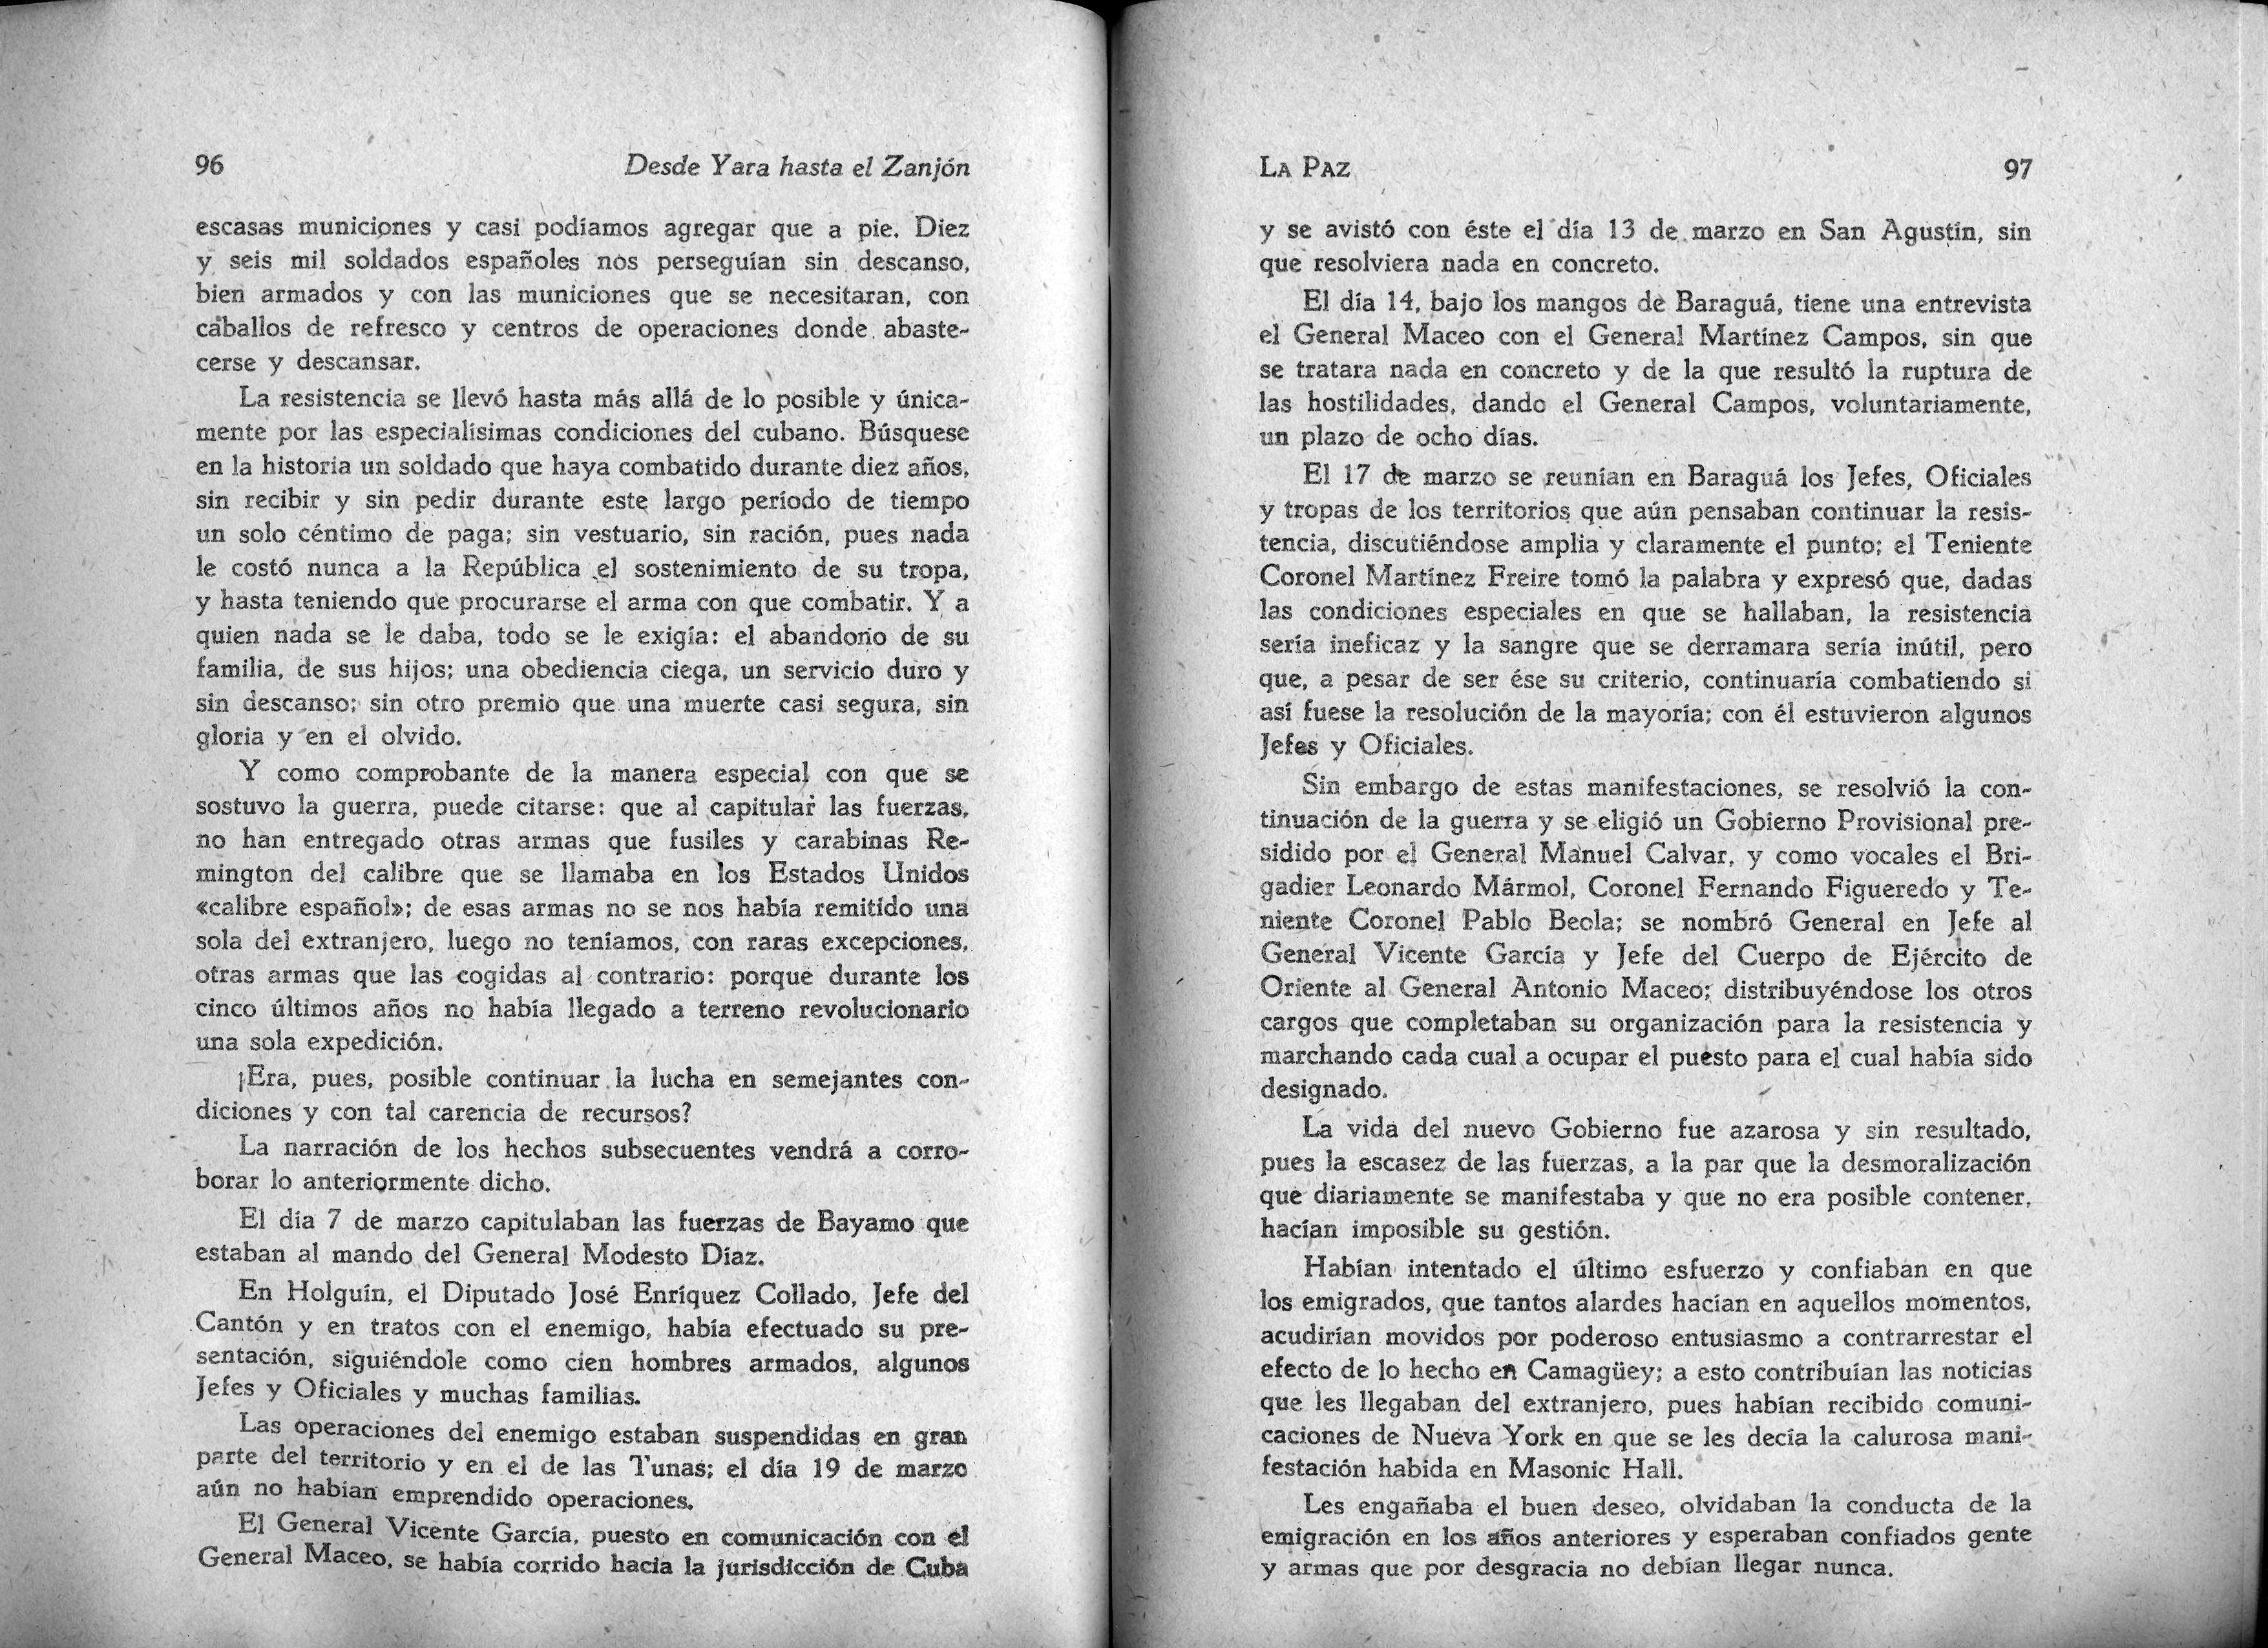 96
Desde Yara hasta el Zanjón
escasas municiones y casi podíamos agregar que a pie. Diez
y seis mil soldados españoles nos perseguían sin descanso,
bien armados y con las municiones que se necesitaran, con
caballos de refresco y centros de operaciones donde abaste-
cerse y descansar.
La resistencia se llevó hasta más allá de lo posible y única-
mente por las especialísimas condiciones del cubano. Búsquese
en la historia un soldado que haya combatido durante diez años,
sin recibir y sin pedir durante este largo período de tiempo
un solo céntimo de paga; sin vestuario, sin ración, pues nada
le costó nunca a la República el sostenimiento de su tropa,
y hasta teniendo que procurarse el arma con que combatir. Y a
quien nada se le daba, todo se le exigía: el abandono de su
familia, de sus hijos; una obediencia ciega, un servicio duro y
sin descanso; sin otro premio que una muerte casi segura, sin
gloria y en el olvido.
Y como comprobante de la manera especial con que se
sostuvo la guerra, puede citarse: que al capitular las fuerzas,
no han entregado otras armas que fusiles y carabinas Re-
mington del calibre que se llamaba en los Estados Unidos
«calibre español»; de esas armas no se nos había remitido una
sola del extranjero, luego no teníamos, con raras excepciones,
otras armas que las cogidas al contrario: porque durante los
cinco últimos años no había llegado a terreno revolucionario
una sola expedición.
¡Era, pues, posible continuar la lucha en semejantes con-
diciones y con tal carencia de recursos?
La narración de los hechos subsecuentes vendrá a corro-
borar lo anteriormente dicho.
El día 7 de marzo capitulaban las fuerzas de Bayamo que
estaban al mando del General Modesto Díaz.
En Holguín, el Diputado José Enríquez Collado, Jefe del
Cantón y en tratos con el enemigo, había efectuado su pre-
sentación, siguiéndole como cien hombres armados, algunos
Jefes y Oficiales y muchas familias.
Las operaciones del enemigo estaban suspendidas en gran
parte del territorio y en el de las Tunas; el día 19 de marzo
aún no habían emprendido operaciones.
El General Vicente García, puesto en comunicación con el
General Maceo, se había corrido hacia la jurisdicción de Cuba
LA PAZ
97
y se avistó con éste el día 13 de marzo en San Agustín, sin
que resolviera nada en concreto.
El día 14, bajo los mangos de Baraguá, tiene una entrevista
el General Maceo con el General Martínez Campos, sin que
se tratara nada en concreto y de la que resultó la ruptura de
las hostilidades, dando el General Campos, voluntariamente,
un plazo de ocho días.
El 17 de marzo se reunían en Baraguá los Jefes, Oficiales
y tropas de los territorios que aún pensaban continuar la resis-
tencia, discutiéndose amplia y claramente el punto; el Teniente
Coronel Martínez Freire tomó la palabra y expresó que, dadas
las condiciones especiales en que se hallaban, la resistencia
sería ineficaz y la sangre que se derramara sería inútil, pero
que, a pesar de ser ése su criterio, continuaría combatiendo si
así fuese la resolución de la mayoría; con él estuvieron algunos
Jefes y Oficiales.
Sin embargo de estas manifestaciones, se resolvió la con-
tinuación de la guerra y se eligió un Gobierno Provisional pre-
sidido por el General Manuel Calvar, y como vocales el Bri-
gadier Leonardo Mármol, Coronel Fernando Figueredo y Te-
niente Coronel Pablo Beola; se nombró General en Jefe al
General Vicente García y Jefe del Cuerpo de Ejército de
Oriente al General Antonio Maceo; distribuyéndose los otros
cargos que completaban su organización para la resistencia y
marchando cada cual a ocupar el puesto para el cual había sido
designado.
La vida del nuevo Gobierno fue azarosa y sin resultado,
pues la escasez de las fuerzas, a la par que la desmoralización
que diariamente se manifestaba y que no era posible contener,
hacían imposible su gestión.
Habían intentado el último esfuerzo y confiaban en que
los emigrados, que tantos alardes hacían en aquellos momentos,
acudirían movidos por poderoso entusiasmo a contrarrestar el
efecto de lo hecho en Camagüey; a esto contribuían las noticias
que les llegaban del extranjero, pues habían recibido comuni-
caciones de Nueva York en que se les decía la calurosa mani-
festación habida en Masonic Hall.
Les engañaba el buen deseo, olvidaban la conducta de la
emigración en los años anteriores y esperaban confiados gente
y armas que por desgracia no debían llegar nunca.